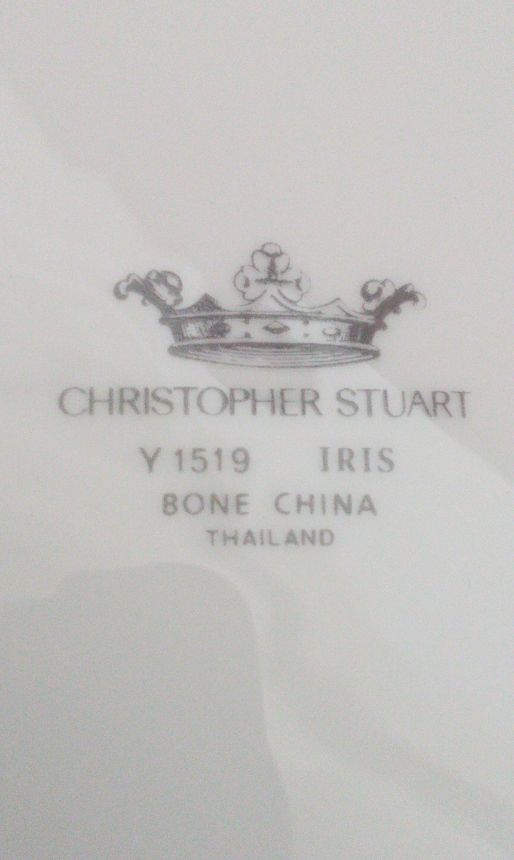 CHRISTOPHER STUART
Y 1519 IRIS
BONE CHINA
THAILAND